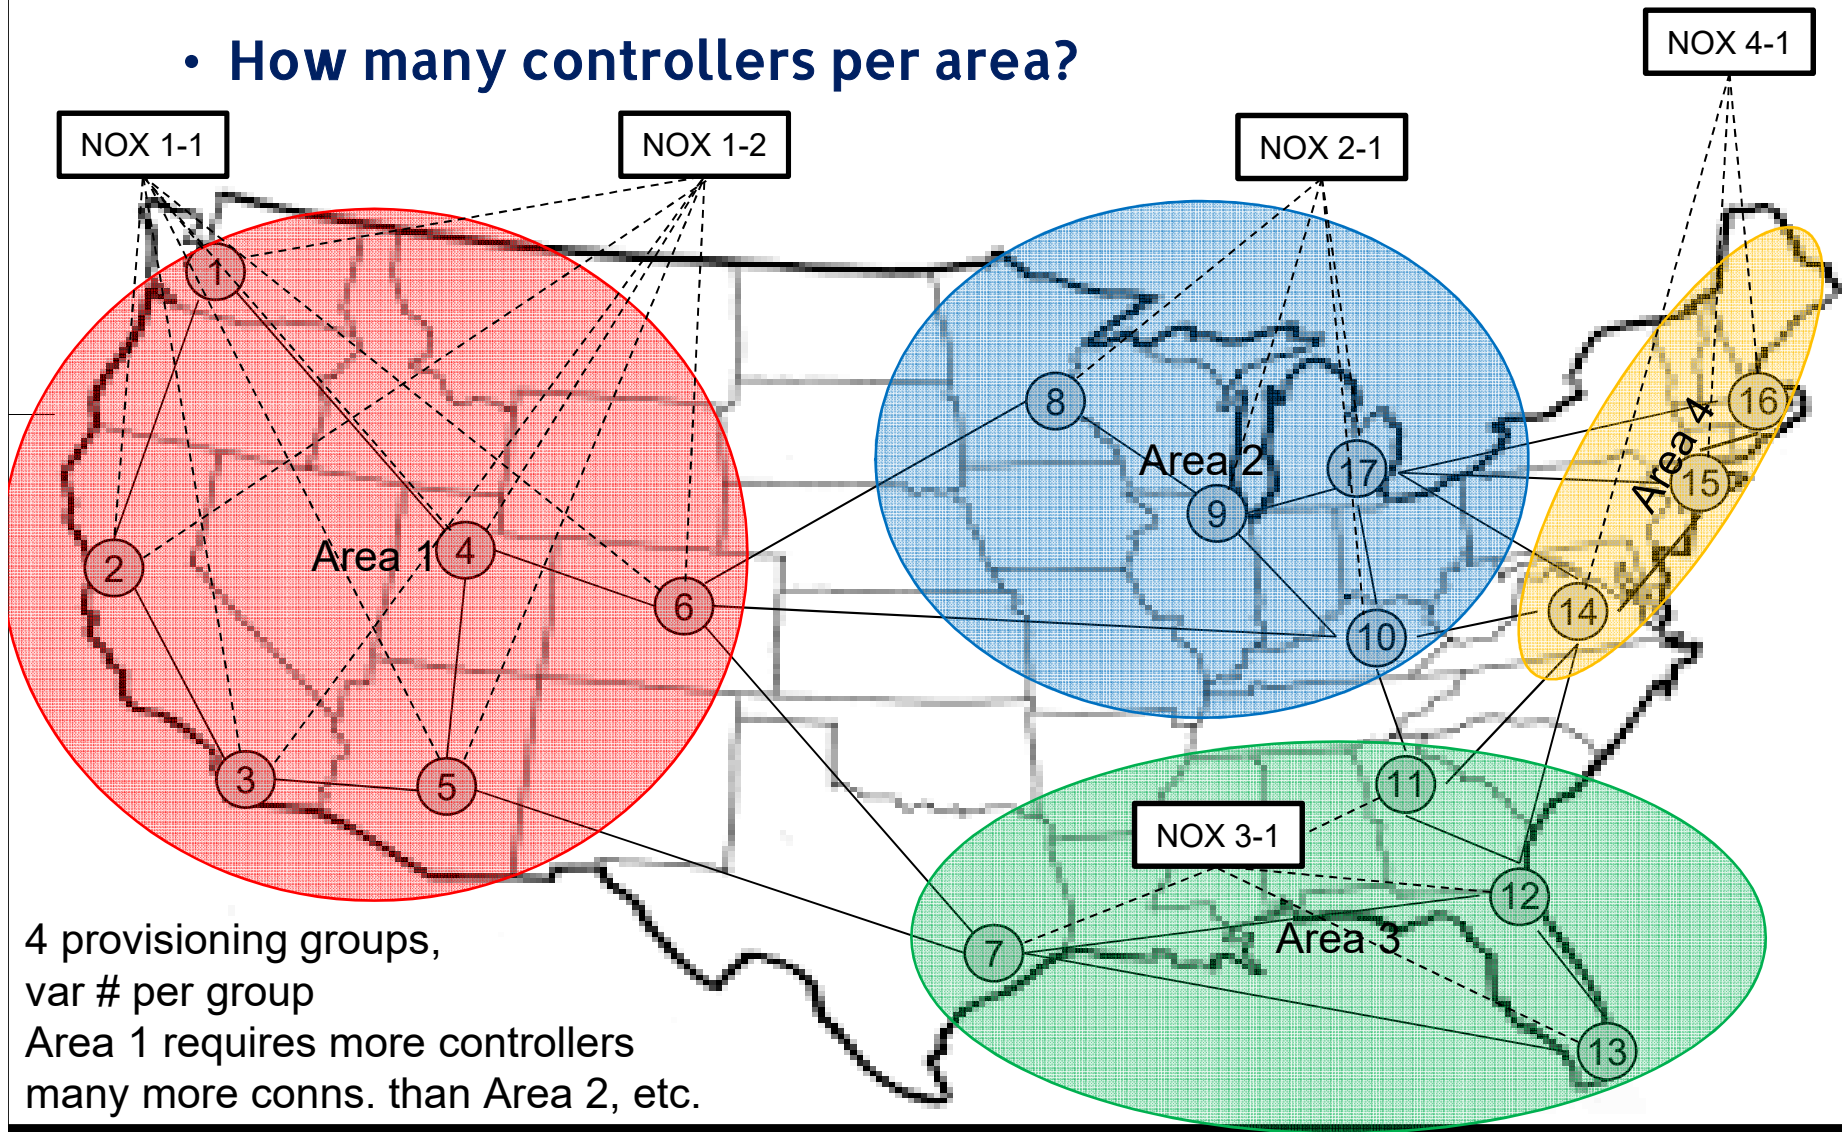 • How many controllers per area?
NOX 4-1
NOX 1-1
NOX 1-2
NOX 2-1
1
8
16
Area 4
Area 2
17
15
9
4
Area 1
2
6
14
10
3
5
11
NOX 3-1
12
Area 3
7
13
4 provisioning groups,
var # per group
Area 1 requires more controllers
many more conns. than Area 2, etc.